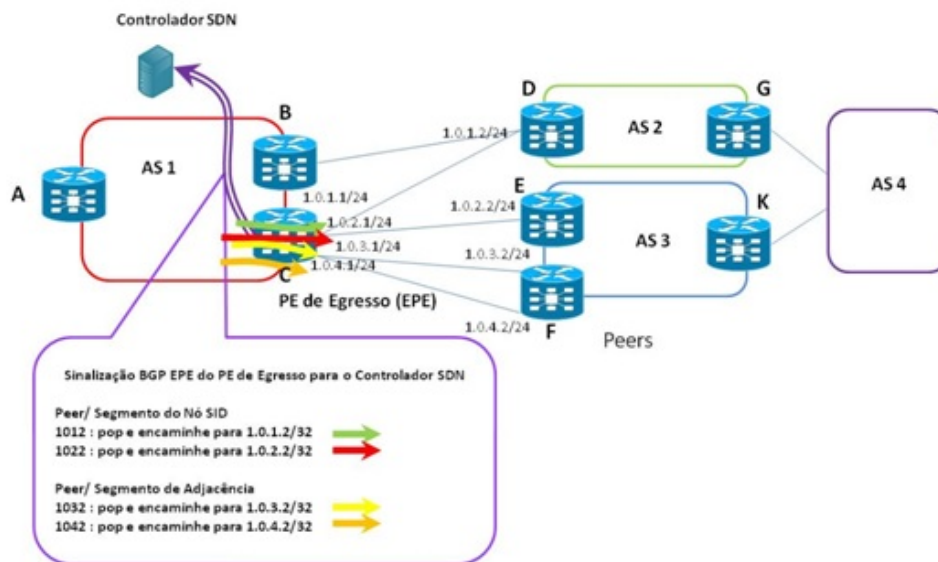 Controlador SDN
B
D
G
AS 1
A
1.0.1.2/24
AS 2
1.0.1.1/24
E
K
1.0.2.1/24
1.0.2.2/24
AS 4
1.0.3.1/24
1.0.3.2/24
AS 3
1.0.4.1/24
C
PE de Egresso (EPE)
F
1.0.4.2/24
Peers
Sinalização BGP EPE do PE de Egresso para o Controlador SDN
Peer/ Segmento do Nó SID
1012 : pop e encaminhe para 1.0.1.2/32
1022 : pop e encaminhe para 1.0.2.2/32
Peer/ Segmento de Adjacência
1032 : pop e encaminhe para 1.0.3.2/32
1042 : pop e encaminhe para 1.0.4.2/32